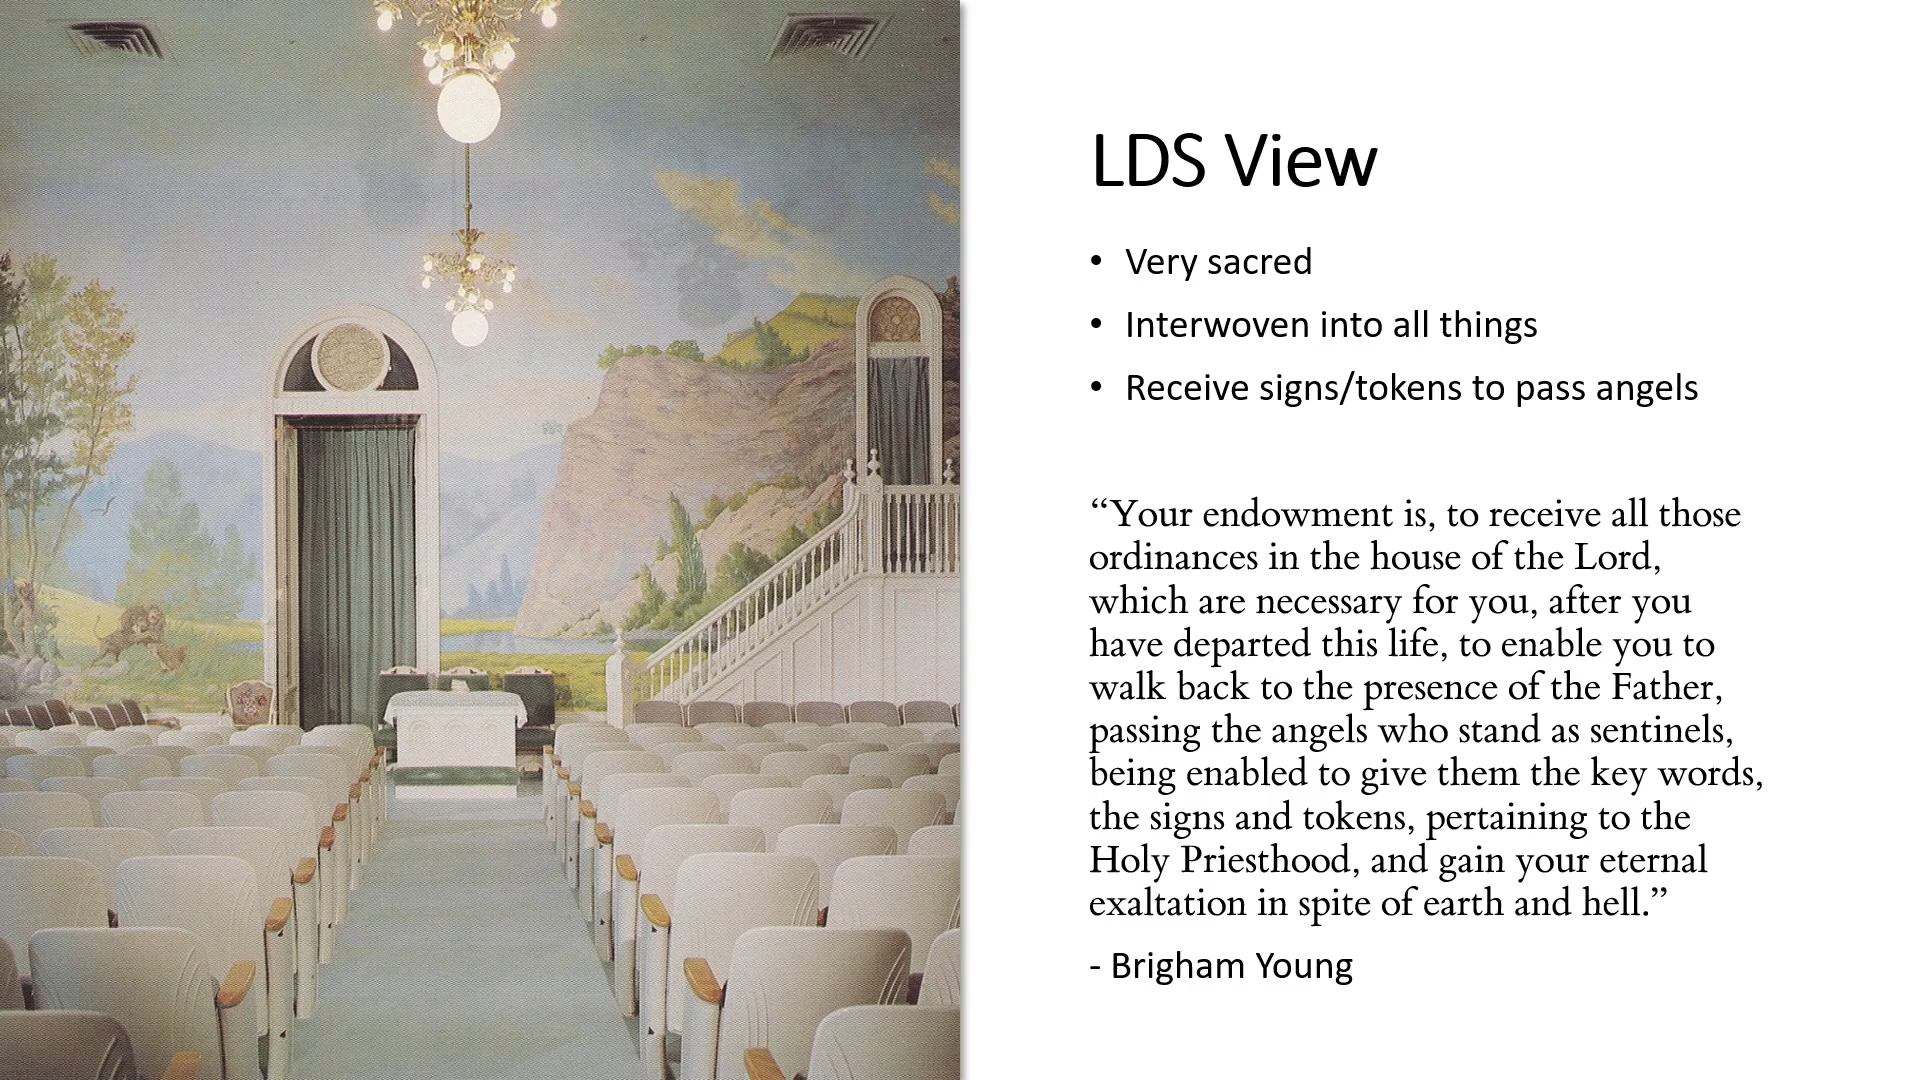 LDS View
• Very sacred
• Interwoven into all things
• Receive signs/tokens to pass angels
“Your endowment is, to receive all those
ordinances in the house of the Lord,
which are necessary for you, after you
have departed this life, to enable you to
walk back to the presence of the Father,
passing the angels who stand as sentinels,
being enabled to give them the key words,
the signs and tokens, pertaining to the
Holy Priesthood, and gain your eternal
exaltation in spite of earth and hell.”
- Brigham Young